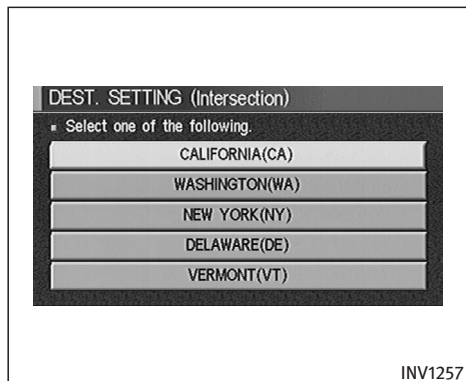 DEST. SETTING (Intersection)
Select one of the following.
CALIFORNIA(CA)
WASHINGTON(WA)
NEW YORK(NY)
DELAWARE(DE)
VERMONT(VT)
INV1257